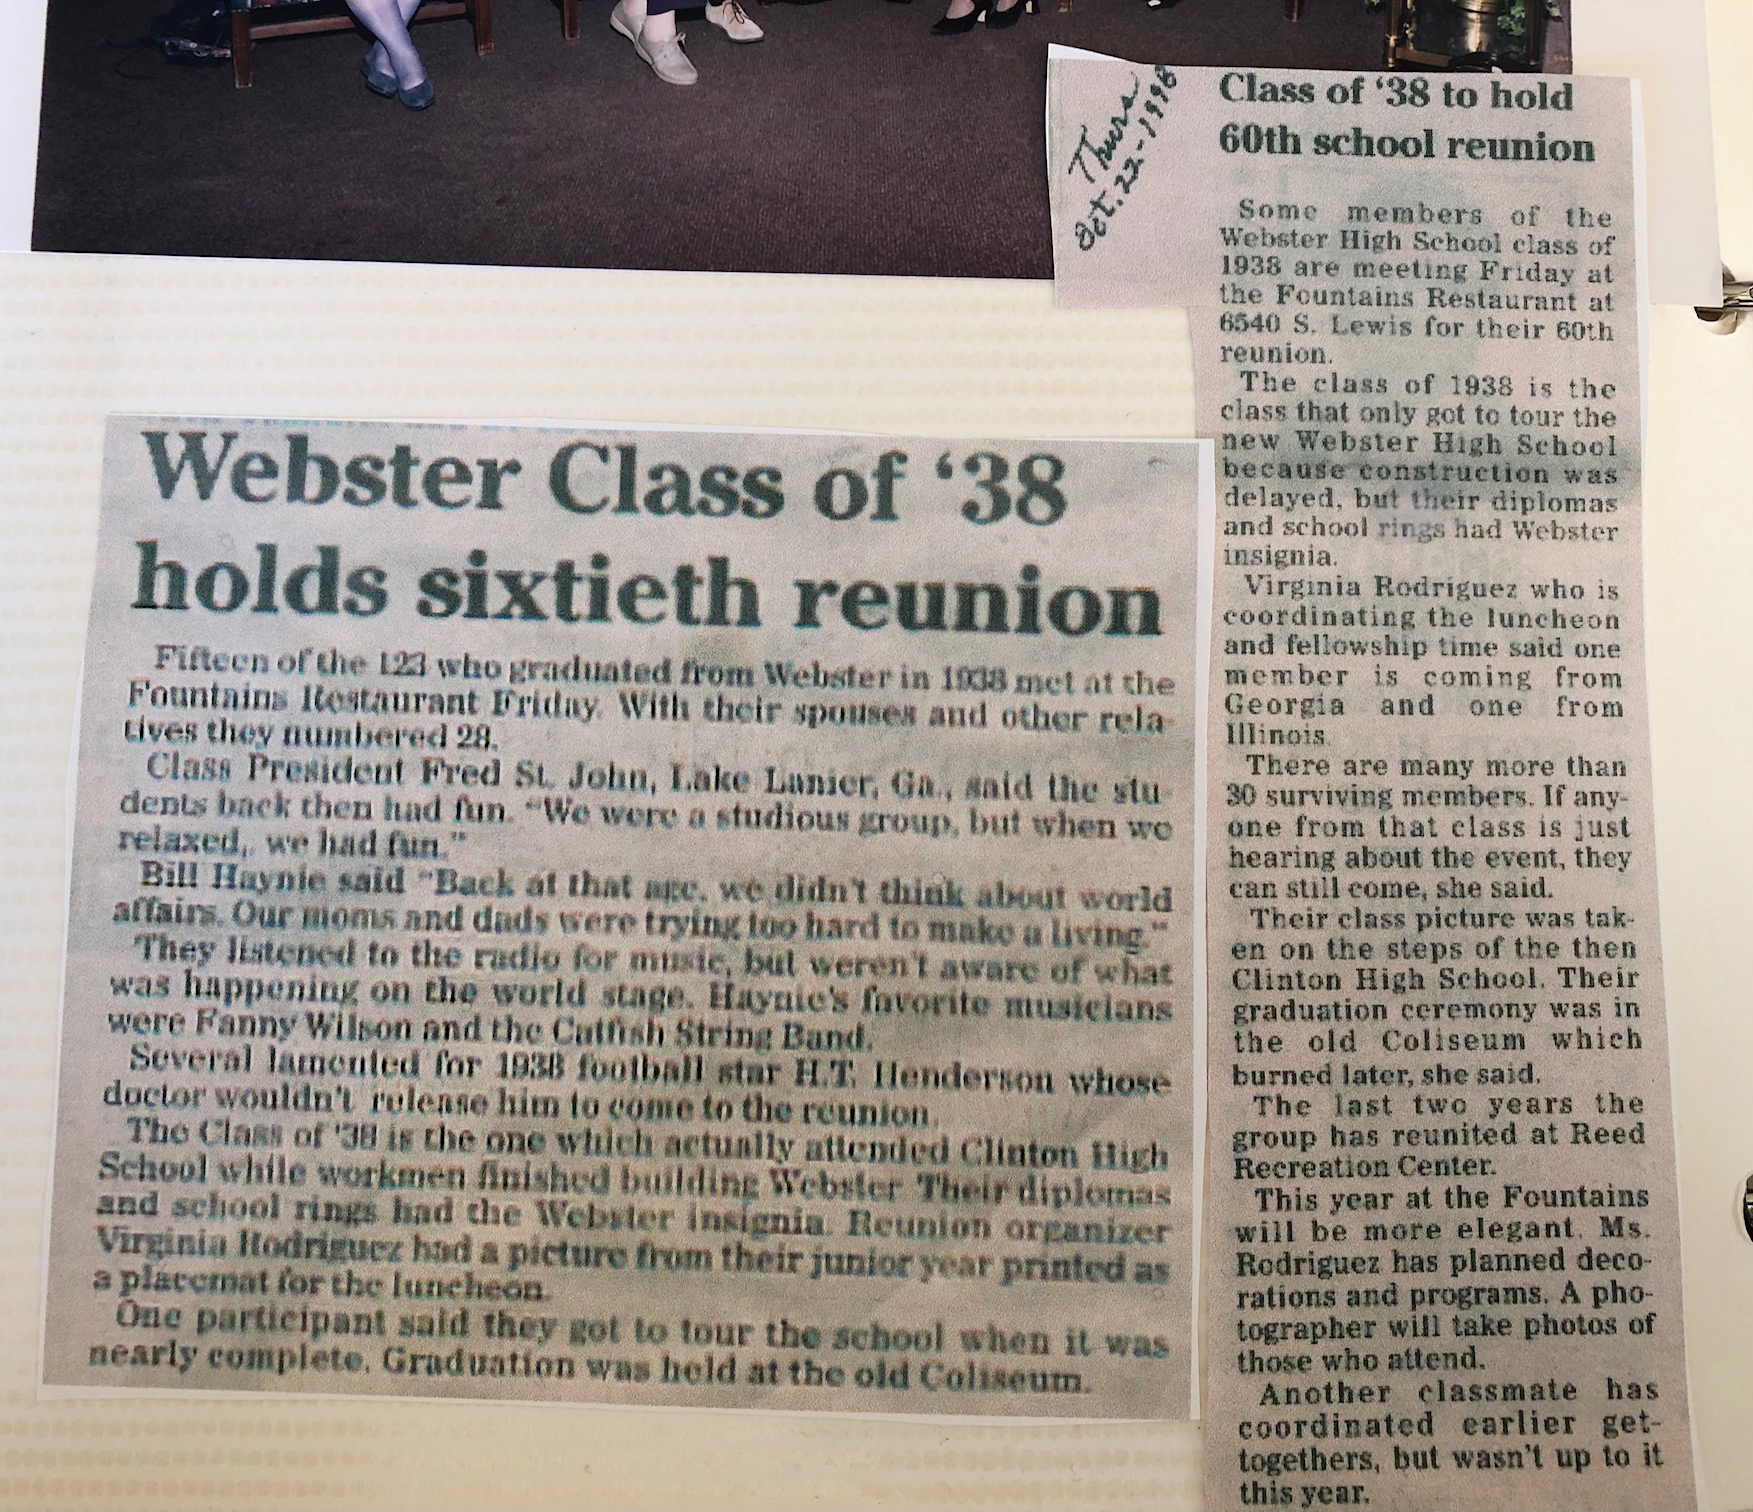 Thurs
Oct. 22-1998
Class of ‘38 to hold
60th school reunion
Some members of the
Webster High School class of
1938 are meeting Friday at
the Fountains Restaurant at
6540 S. Lewis for their 60th
reunion.
The class of 1938 is the
class that only got to tour the
new Webster High School
because construction was
delayed, but their diplomas
and school rings had Webster
insignia.
Virginia Rodriguez who is
coordinating the luncheon
and fellowship time said one
member is coming from
Georgia and one from
Illinois.
There are many more than
30 surviving members. If any-
one from that class is just
hearing about the event, they
can still come, she said.
Their class picture was tak-
en on the steps of the then
Clinton High School. Their
graduation ceremony was in
the old Coliseum which
burned later, she said.
The last two years the
group has reunited at Reed
Recreation Center.
This year at the Fountains
will be more elegant. Ms.
Rodriguez has planned deco-
rations and programs. A pho-
tographer will take photos of
those who attend.
Another classmate has
coordinated earlier get-
togethers, but wasn't up to it
this year.
Webster Class of ‘38
holds sixtieth reunion
Fifteen of the 123 who graduated from Webster in 1938 met at the
Fountains Restaurant Friday. With their spouses and other rela-
tives they numbered 28.
Class President Fred St. John, Lake Lanier, Ga., said the stu-
dents back then had fun. "We were a studious group, but when we
relaxed, we had fun."
Bill Haynie said "Back at that age, we didn't think about world
affairs. Our moms and dads were trying too hard to make a living."
They listened to the radio for music, but weren't aware of what
was happening on the world stage. Haynie's favorite musicians
were Fanny Wilson and the Catfish String Band.
Several lamented for 1938 football star H.T. Henderson whose
doctor wouldn't release him to come to the reunion.
The Class of '38 is the one which actually attended Clinton High
School while workmen finished building Webster. Their diplomas
and school rings had the Webster insignia. Reunion organizer
Virginia Rodriguez had a picture from their junior year printed as
a placemat for the luncheon.
One participant said they got to tour the school when it was
nearly complete. Graduation was held at the old Coliseum.